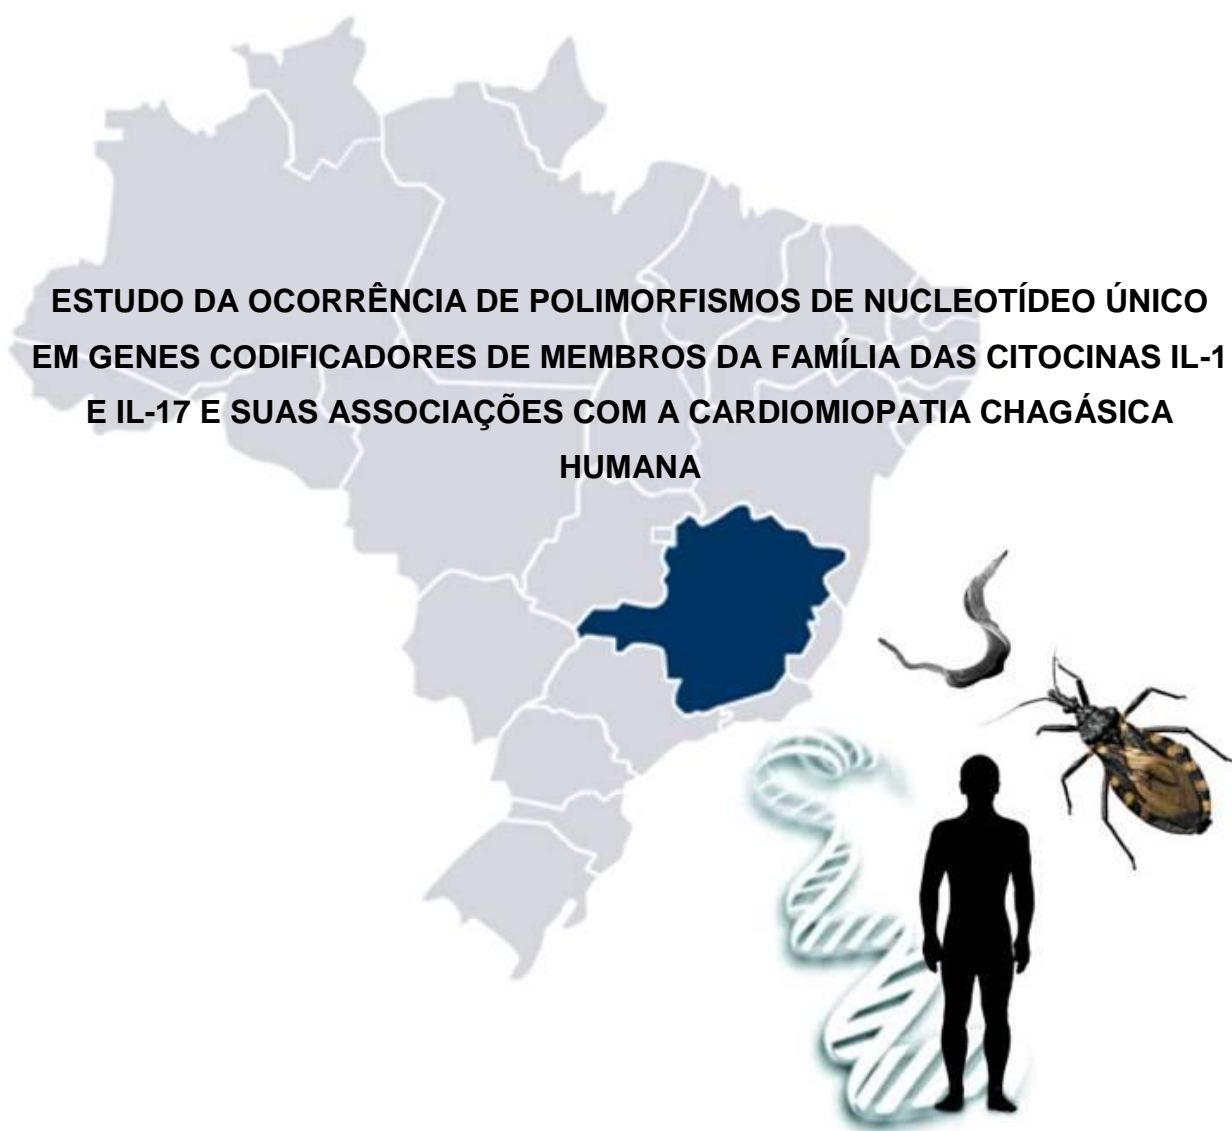 ESTUDO DA OCORRÊNCIA DE POLIMORFISMOS DE NUCLEOTÍDEO ÚNICO
EM GENES CODIFICADORES DE MEMBROS DA FAMÍLIA DAS CITOCINAS IL-1
E IL-17 E SUAS ASSOCIAÇÕES COM A CARDIOMIOPATIA CHAGÁSICA
HUMANA